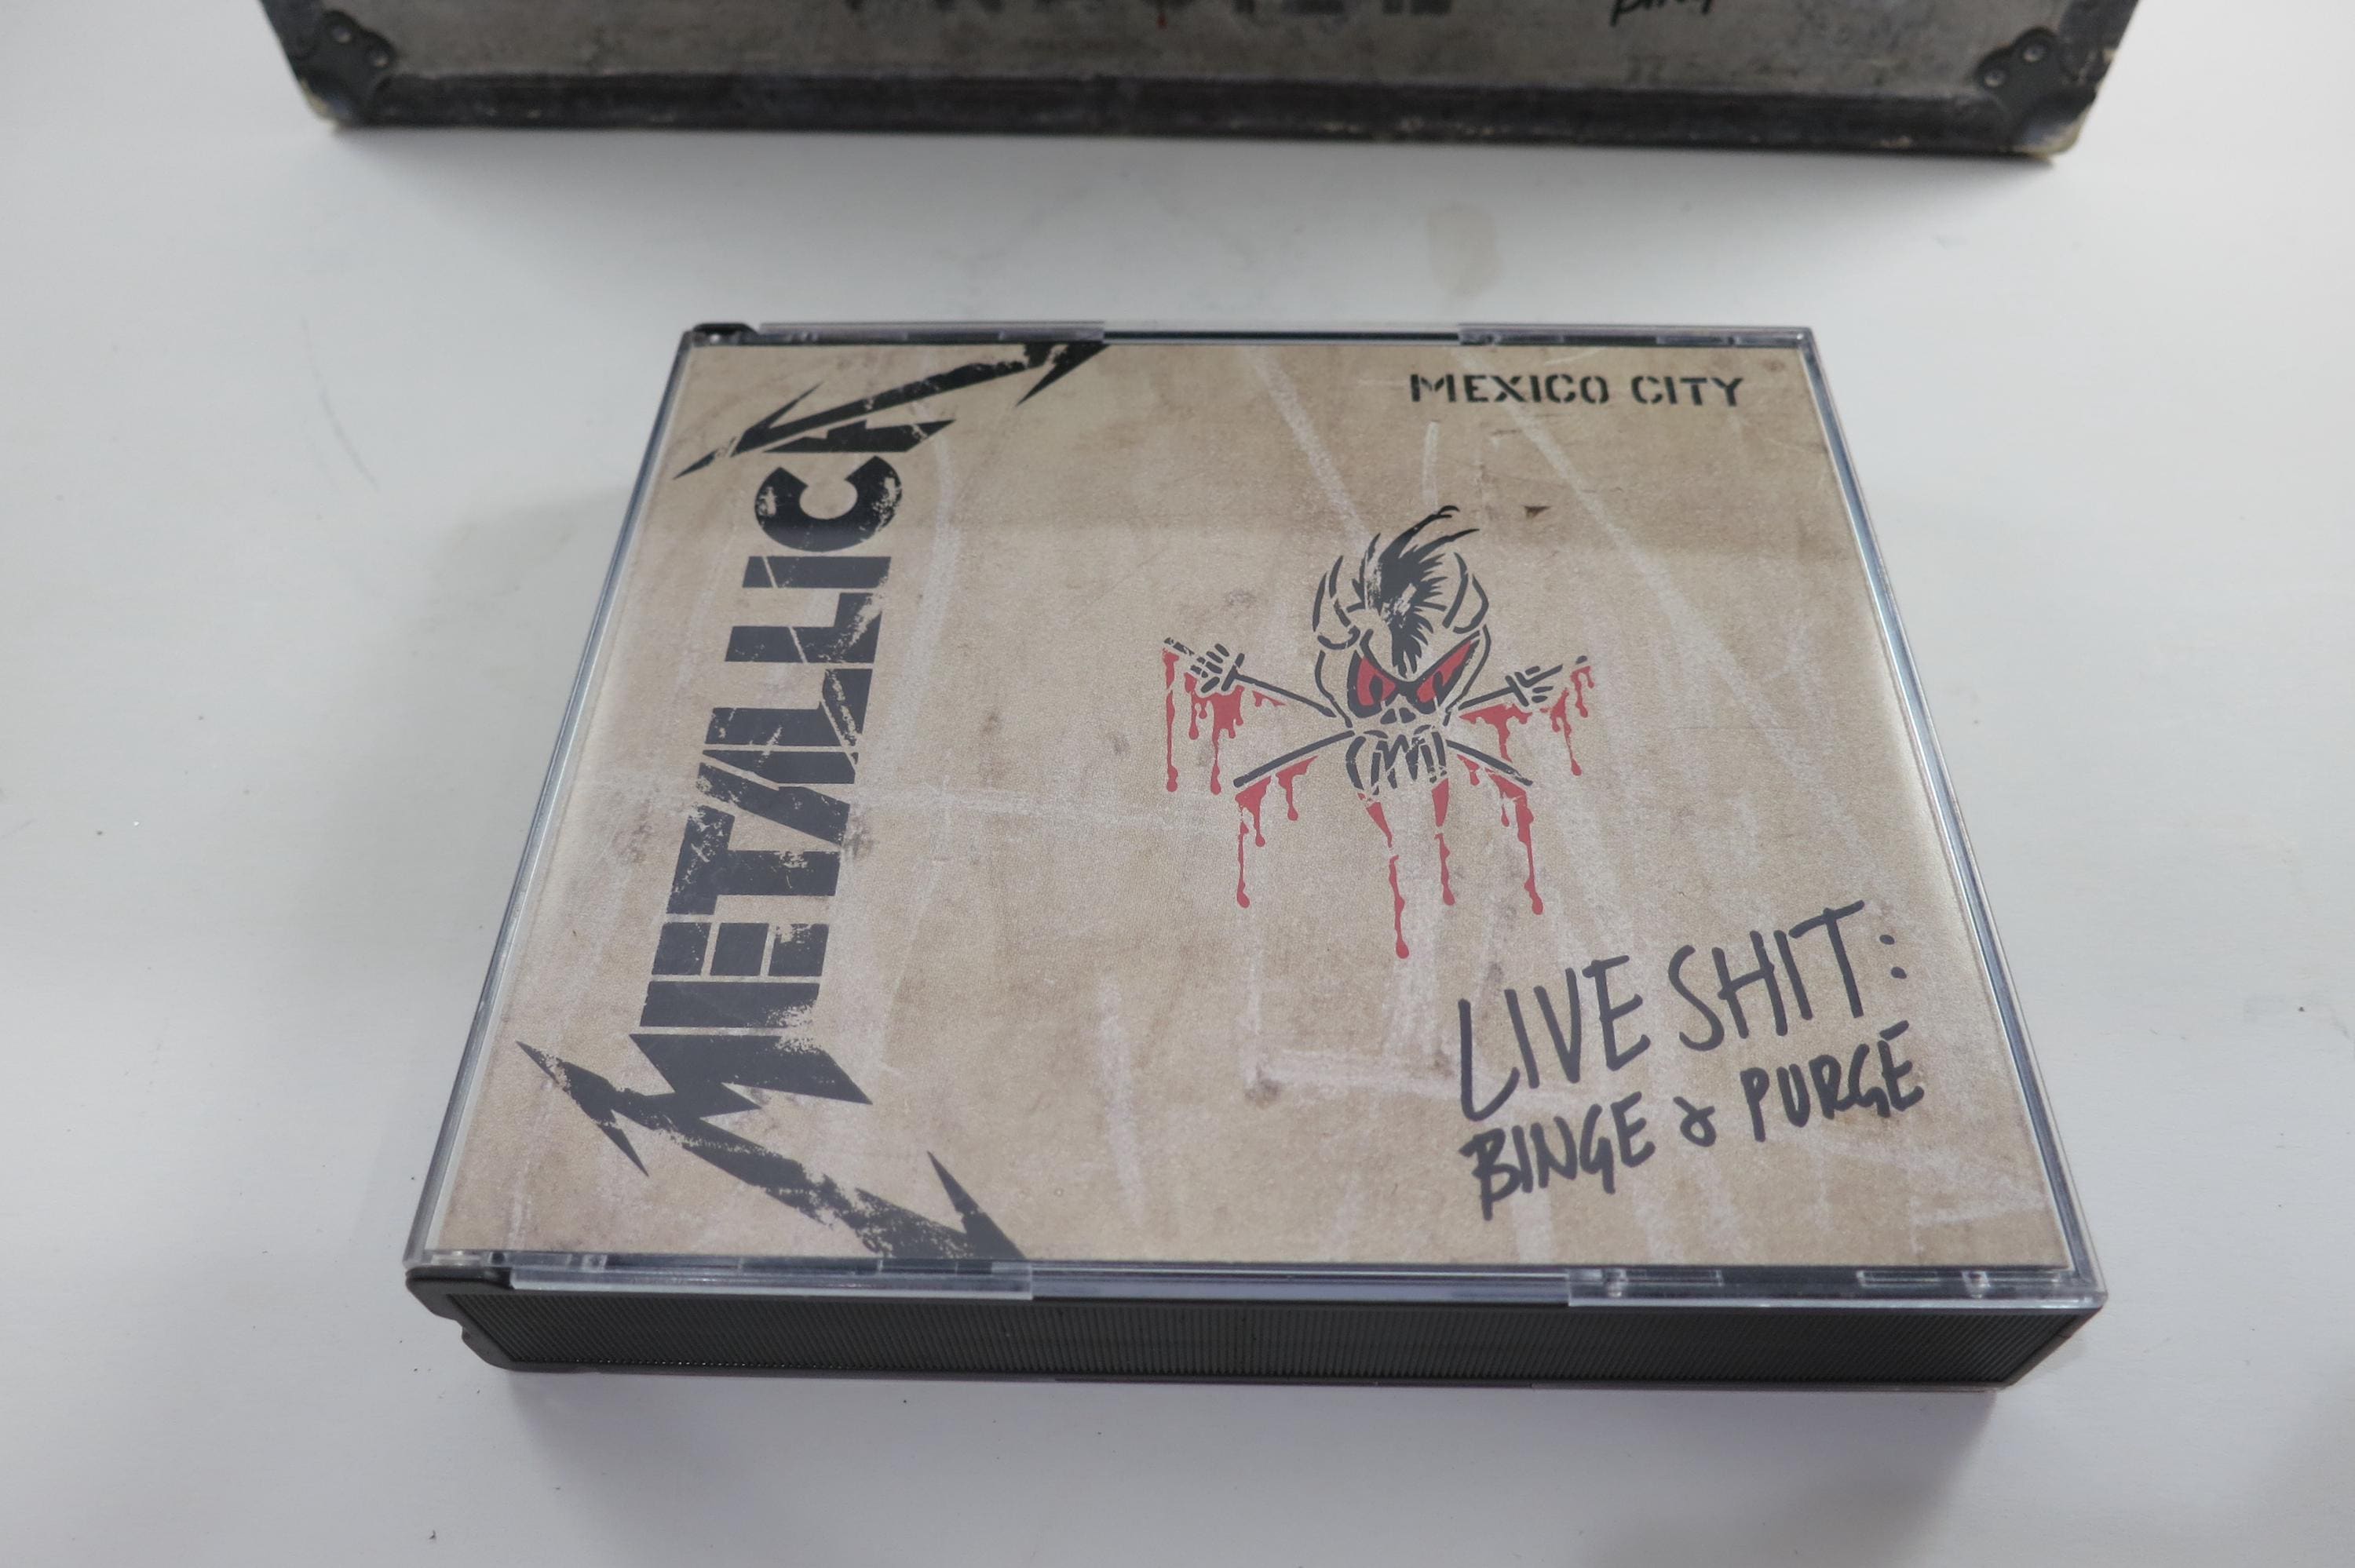 METALLICA
MEXICO CITY
LIVE SHIT:
BINGE & PURGE